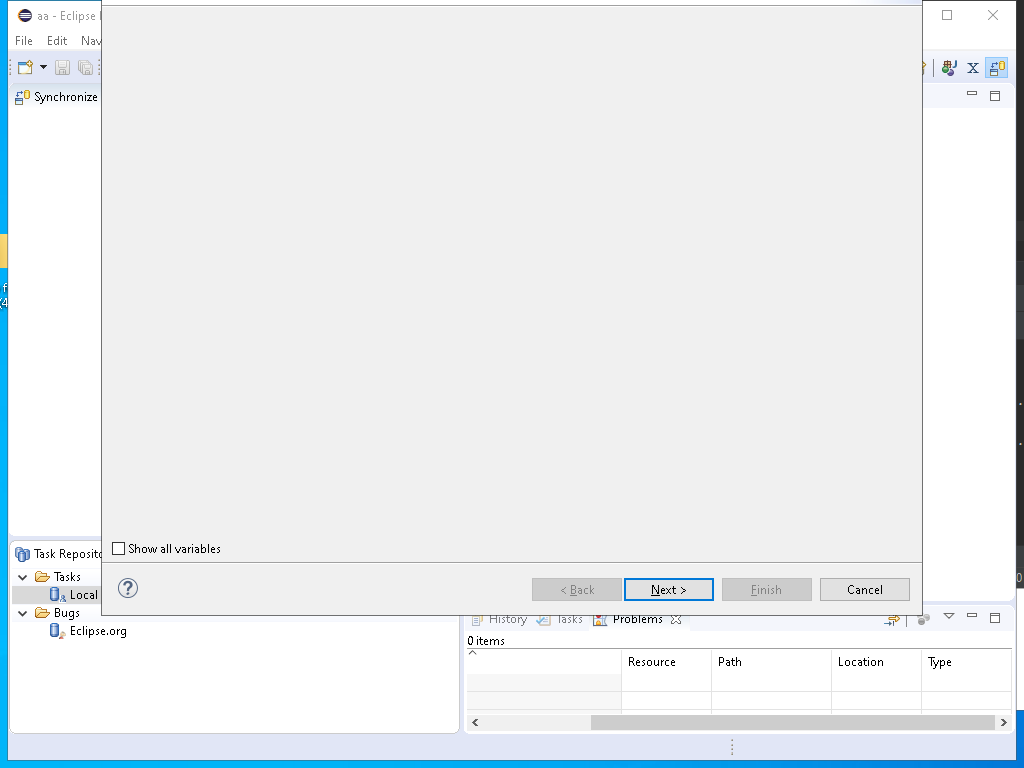 aa - Eclipse
File Edit Nav
Synchronize
f
(4
Show all variables
Task Reposito
Tasks
Local
Bugs
Eclipse.org
< Back Next > Finish Cancel
History Tasks Problems
0 items
Resource Path Location Type